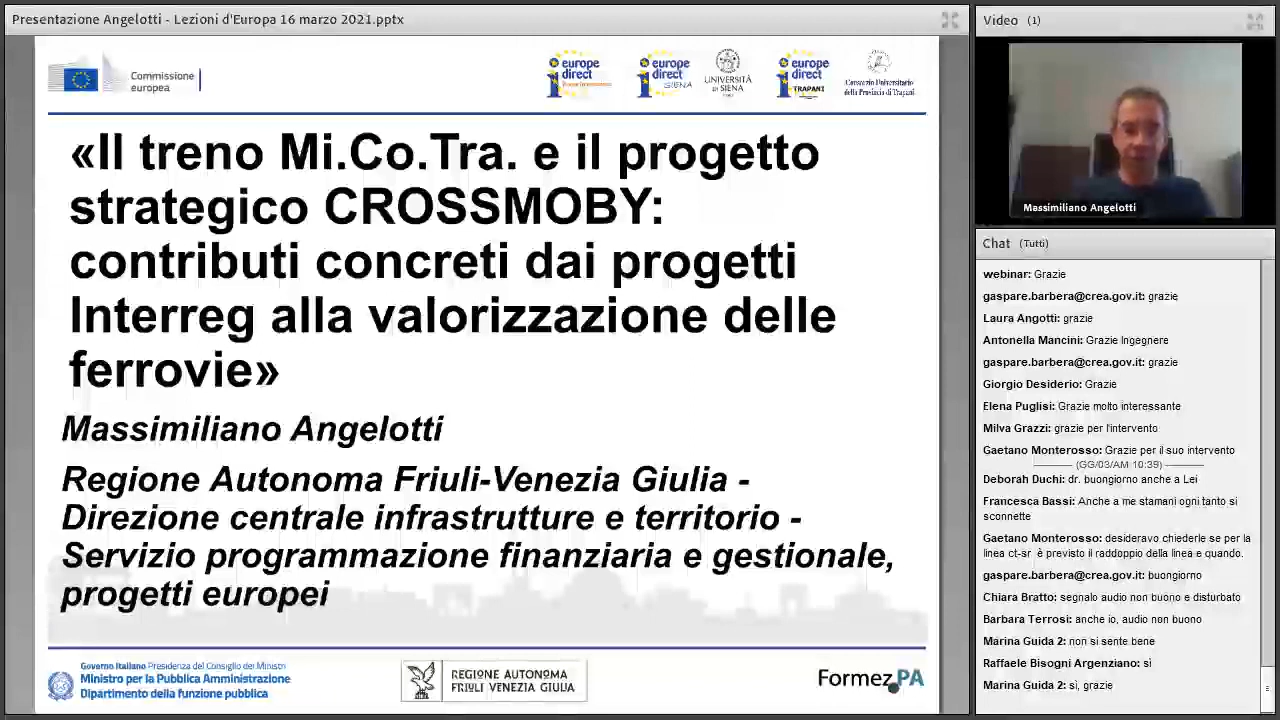 Presentazione Angelotti - Lezioni d'Europa 16 marzo 2021.pptx
Commissione
europea
europe
direct
europe
direct
SIENA
UNIVERSITÀ
DI SIENA
europe
direct
TRAPANI
Consorzio Universitario
della Provincia di Trapani
«Il treno Mi.Co.Tra. e il progetto
strategico CROSSMOBY:
contributi concreti dai progetti
Interreg alla valorizzazione delle
ferrovie»
Massimiliano Angelotti
Regione Autonoma Friuli-Venezia Giulia -
Direzione centrale infrastrutture e territorio -
Servizio programmazione finanziaria e gestionale,
progetti europei
Governo Italiano Presidenza del Consiglio dei Ministri
Ministro per la Pubblica Amministrazione
Dipartimento della funzione pubblica
REGIONE AUTONOMA
FRIULI VENEZIA GIULIA
Formez PA
Video (1)
Massimiliano Angelotti
Chat (Tutti)
webinar: Grazie
gaspare.barbera@crea.gov.it: grazie
Laura Angotti: grazie
Antonella Mancini: Grazie Ingegnere
gaspare.barbera@crea.gov.it: grazie
Giorgio Desiderio: Grazie
Elena Puglisi: Grazie molto interessante
Milva Grazzi: grazie per l'intervento
Gaetano Monterosso: Grazie per il suo intervento
(GG/03/AM 10:39)
Deborah Duchi: dr. buongiorno anche a Lei
Francesca Bassi: Anche a me stamani ogni tanto si
sconnette
Gaetano Monterosso: desideravo chiederle se per la
linea ct-sr è previsto il raddoppio della linea e quando.
gaspare.barbera@crea.gov.it: buongiorno
Chiara Bratto: segnalo audio non buono e disturbato
Barbara Terrosi: anche io, audio non buono
Marina Guida 2: non si sente bene
Raffaele Bisogni Argenziano: sì
Marina Guida 2: sì, grazie